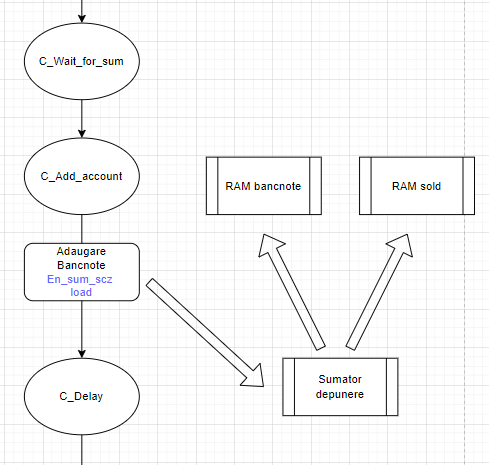 C_Wait_for_sum
C_Add_account
RAM bancnote
RAM sold
Adaugare
Bancnote
En_sum_scz
load
Sumator
depunere
C_Delay